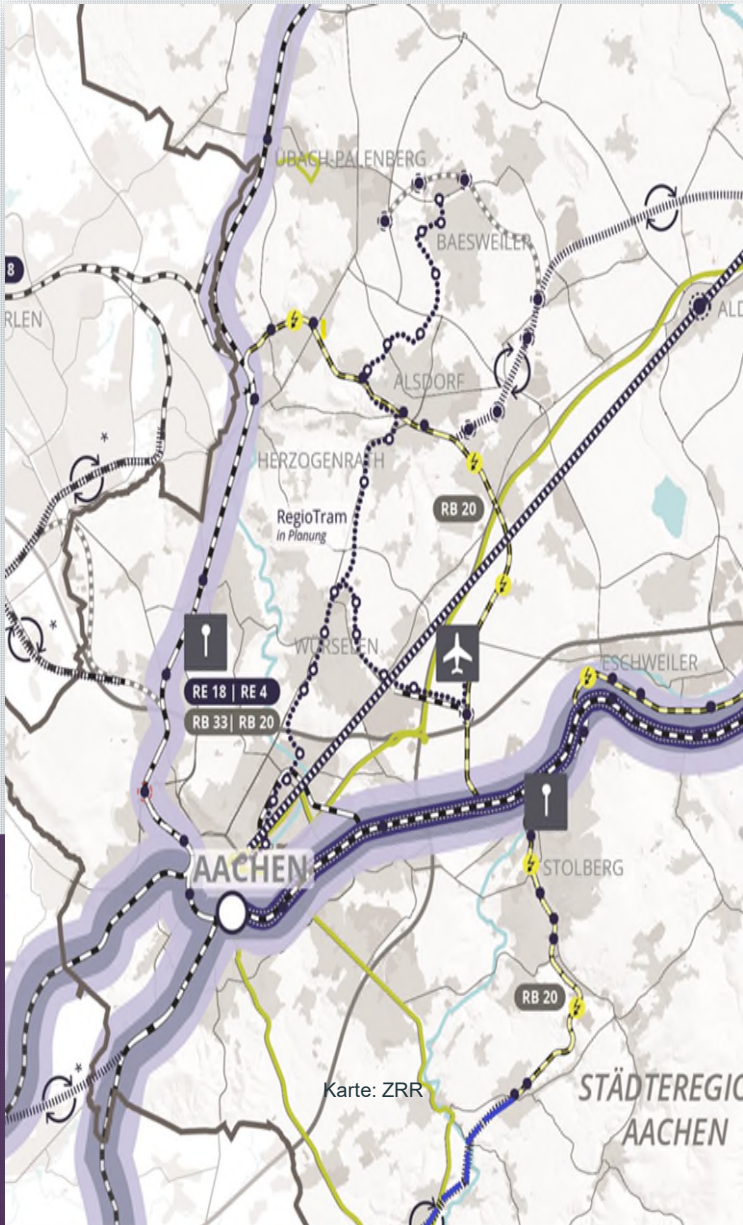 ÜBACH-PALENBERG
BAESWEILER
8
RLEN
ALD
ALSDORF
*
HERZOGENRATH
RB 20
RegioTram
in Planung
*
WÜRSELEN
ESCHWEILER
RE 18 | RE 4
RB 33| RB 20
AACHEN
STOLBERG
RB 20
*
Karte: ZRR
STÄDTEREGIO
AACHEN